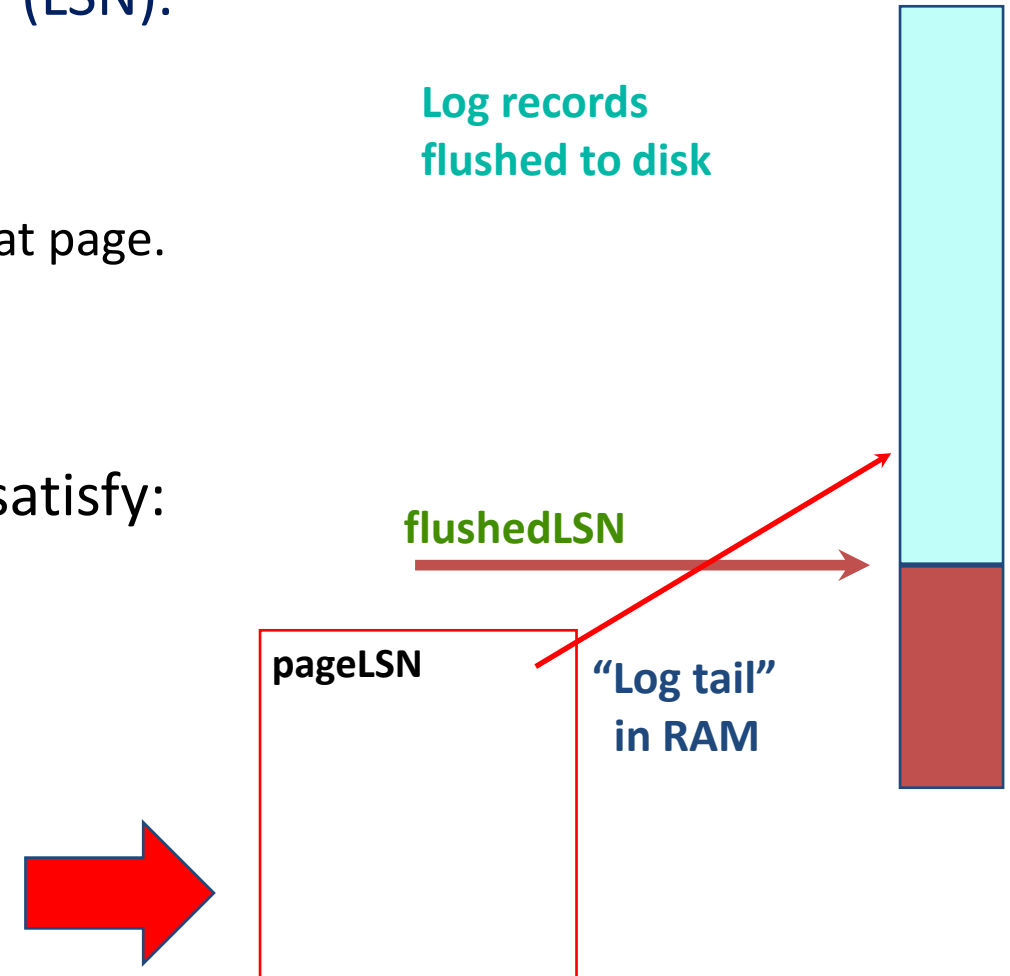 (LSN).
Log records
flushed to disk
at page.
satisfy:
flushedLSN
pageLSN
“Log tail”
in RAM